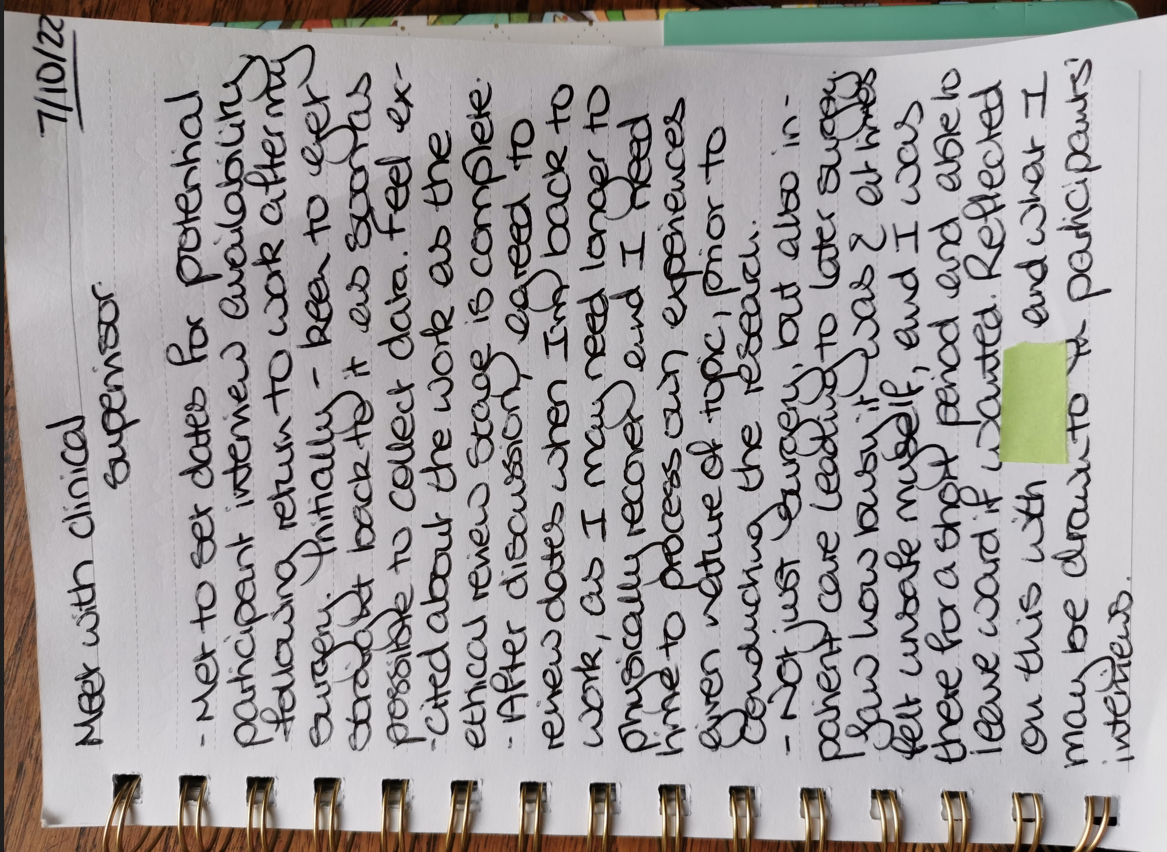 7/10/22
Meet with clinical
supervisor
- Met to set dates for potential
participant interview availability
following return to work after my
surgery. Initially - keen to get
straight back to it as soon as
possible to collect data. Feel ex-
-cited about the work as the
ethical review stage is complete.
- After discussion, agreed to
review dates when I'm back to
work, as I may need longer to
physically recover and I need
time to process own experiences
given nature of topic, prior to
conducting the research.
- Not just surgery, but also in-
patient care leading to later surgery.
Saw how busy it was & at times
felt unsafe myself, and I was
there for a short period and able to
leave ward if wanted. Reflected
on this with and what I
may be drawn to in participants'
interviews.